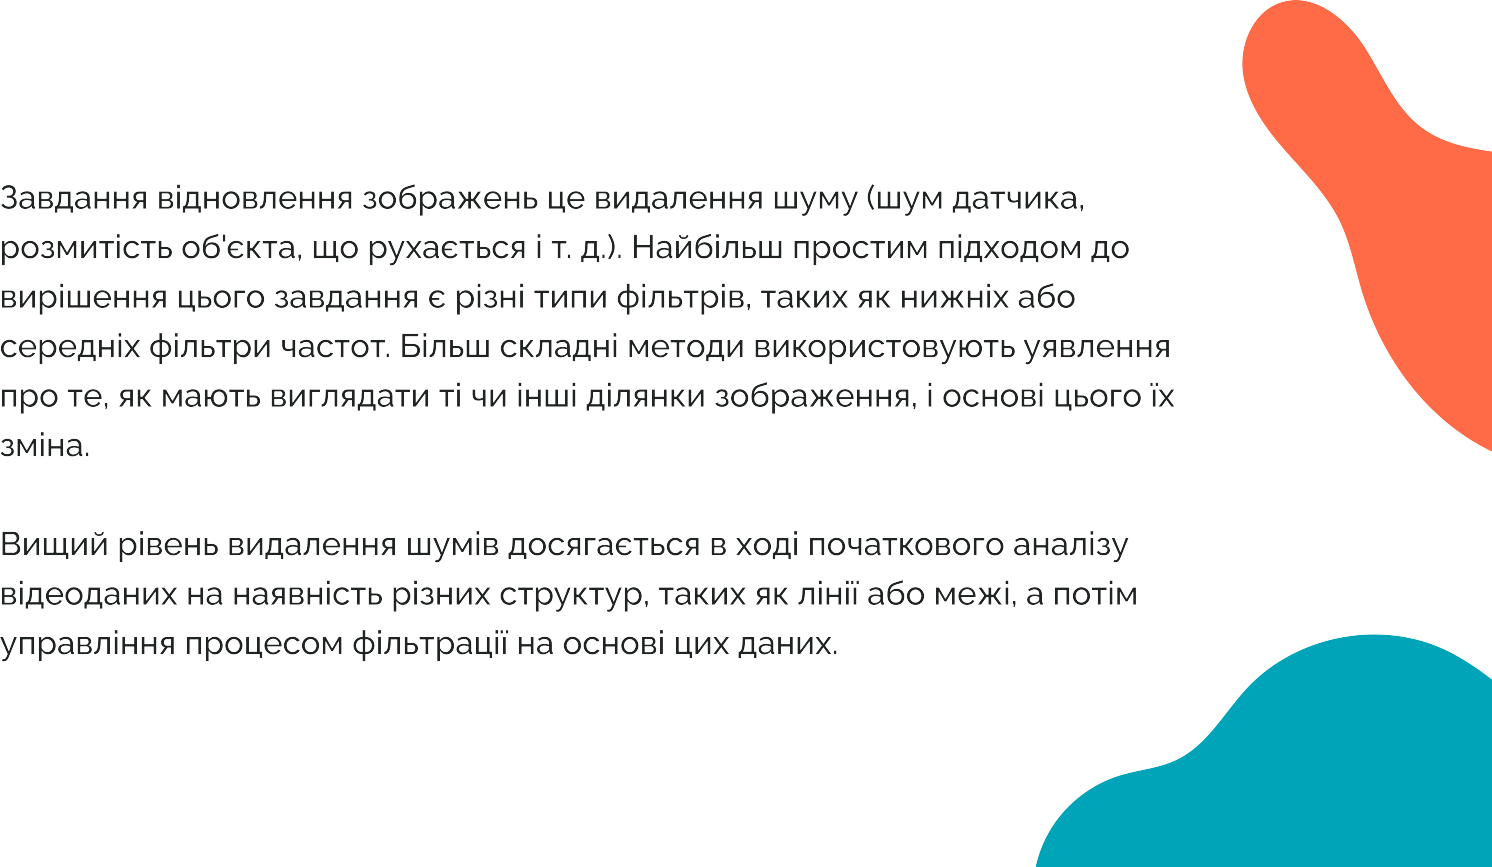 Завдання відновлення зображень це видалення шуму (шум датчика,
розмитість об'єкта, що рухається і т. д.). Найбільш простим підходом до
вирішення цього завдання є різні типи фільтрів, таких як нижніх або
середніх фільтри частот. Більш складні методи використовують уявлення
про те, як мають виглядати ті чи інші ділянки зображення, і основі цього їх
зміна.
Вищий рівень видалення шумів досягається в ході початкового аналізу
відеоданих на наявність різних структур, таких як лінії або межі, а потім
управління процесом фільтрації на основі цих даних.